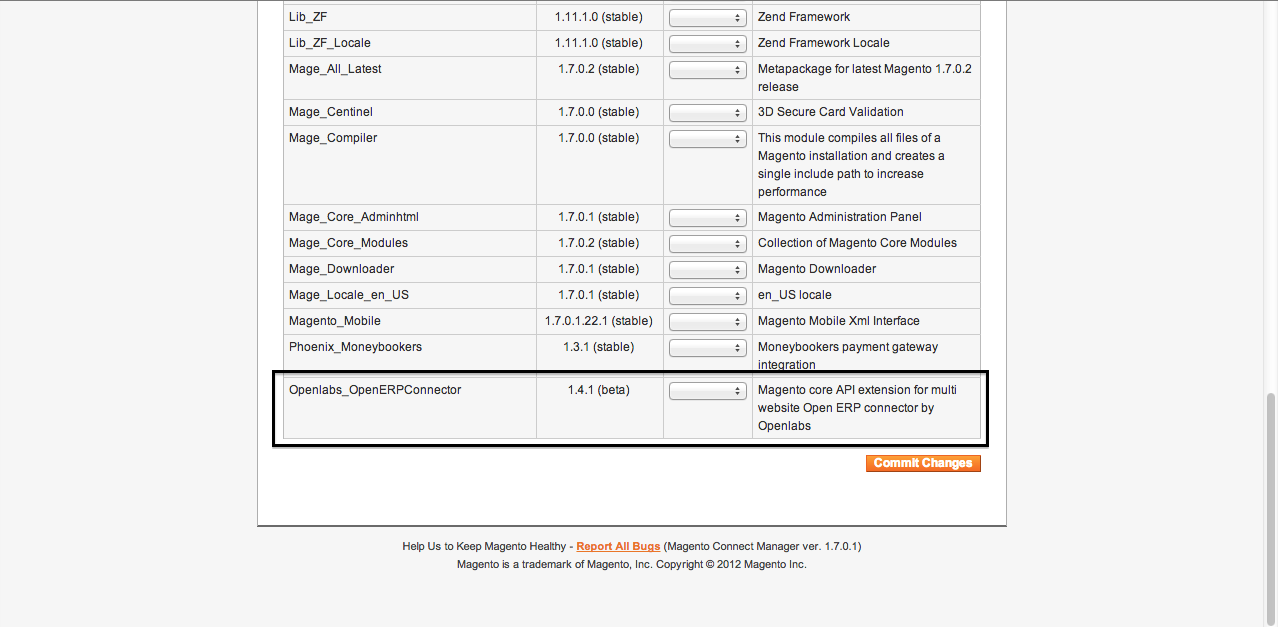 Lib_ZF 1.11.1.0 (stable) Zend Framework
Lib_ZF_Locale 1.11.1.0 (stable) Zend Framework Locale
Mage_All_Latest 1.7.0.2 (stable) Metapackage for latest Magento 1.7.0.2
release
Mage_Centinel 1.7.0.0 (stable) 3D Secure Card Validation
Mage_Compiler 1.7.0.0 (stable) This module compiles all files of a
Magento installation and creates a
single include path to increase
performance
Mage_Core_Adminhtml 1.7.0.1 (stable) Magento Administration Panel
Mage_Core_Modules 1.7.0.2 (stable) Collection of Magento Core Modules
Mage_Downloader 1.7.0.1 (stable) Magento Downloader
Mage_Locale_en_US 1.7.0.1 (stable) en_US locale
Magento_Mobile 1.7.0.1.22.1 (stable) Magento Mobile Xml Interface
Phoenix_Moneybookers 1.3.1 (stable) Moneybookers payment gateway
integration
Openlabs_OpenERPConnector 1.4.1 (beta) Magento core API extension for multi
website Open ERP connector by
Openlabs
Commit Changes
Help Us to Keep Magento Healthy - Report All Bugs (Magento Connect Manager ver. 1.7.0.1)
Magento is a trademark of Magento, Inc. Copyright © 2012 Magento Inc.